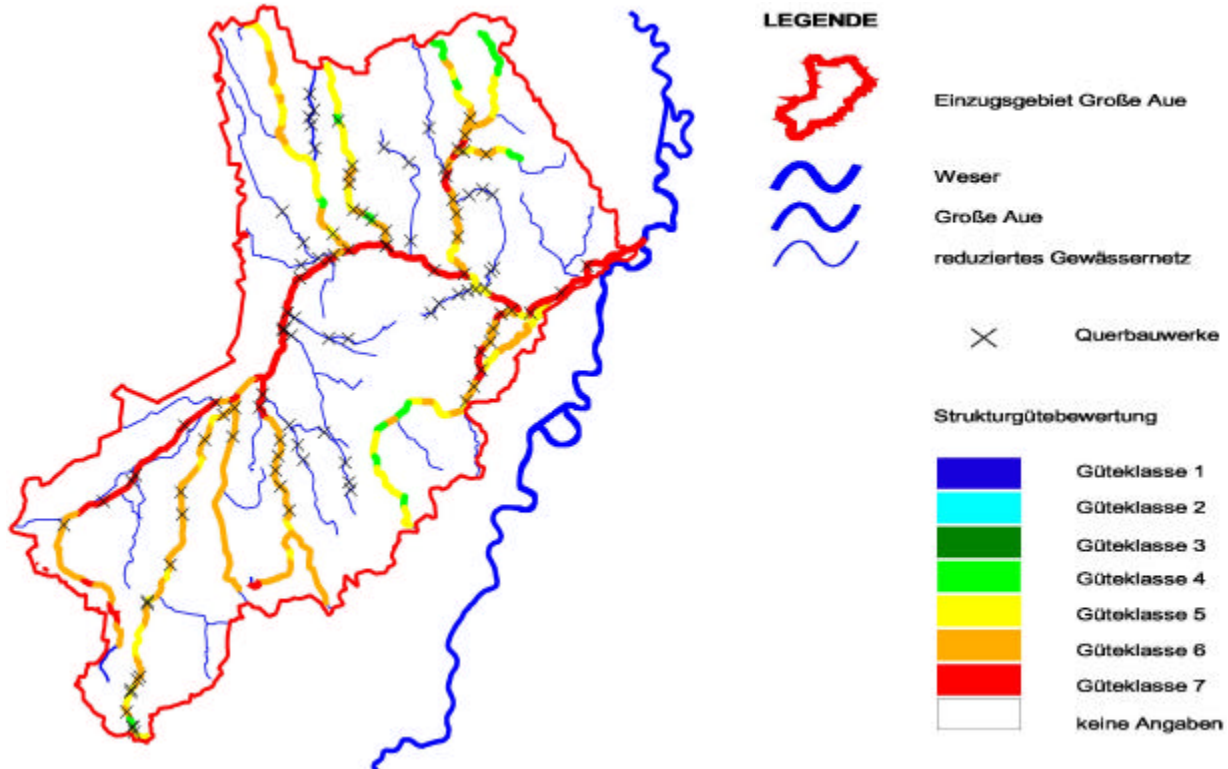 LEGENDE
Einzugsgebiet Große Aue
Weser
Große Aue
reduziertes Gewässernetz
Querbauwerke
Strukturgütebewertung
Güteklasse 1
Güteklasse 2
Güteklasse 3
Güteklasse 4
Güteklasse 5
Güteklasse 6
Güteklasse 7
keine Angaben